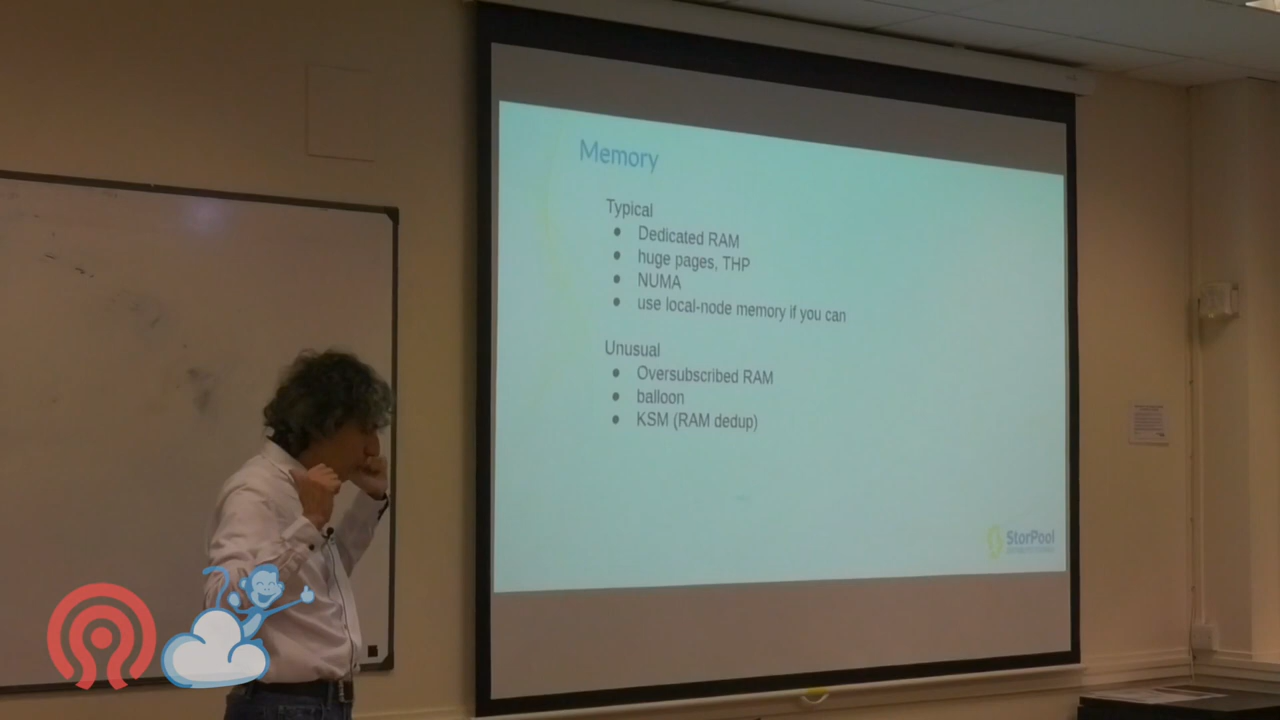 Memory
Typical
● Dedicated RAM
● huge pages, THP
● NUMA
● use local-node memory if you can
Unusual
● Oversubscribed RAM
● balloon
● KSM (RAM dedup)
StorPool